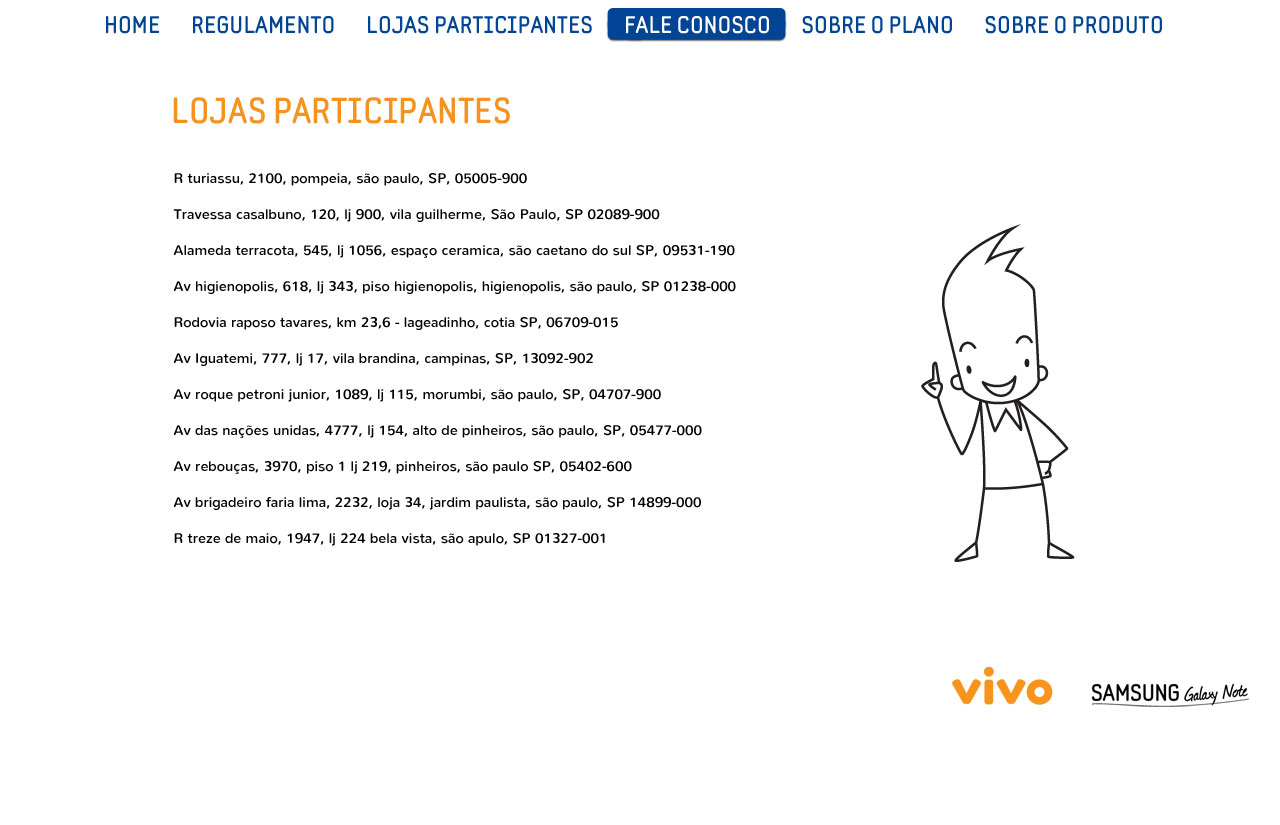 HOME REGULAMENTO LOJAS PARTICIPANTES FALE CONOSCO SOBRE O PLANO SOBRE O PRODUTO
LOJAS PARTICIPANTES
R turiassu, 2100, pompeia, são paulo, SP, 05005-900
Travessa casalbuno, 120, lj 900, vila guilherme, São Paulo, SP 02089-900
Alameda terracota, 545, lj 1056, espaço ceramica, são caetano do sul SP, 09531-190
Av higienopolis, 618, lj 343, piso higienopolis, higienopolis, são paulo, SP 01238-000
Rodovia raposo tavares, km 23,6 - lageadinho, cotia SP, 06709-015
Av Iguatemi, 777, lj 17, vila brandina, campinas, SP, 13092-902
Av roque petroni junior, 1089, lj 115, morumbi, são paulo, SP, 04707-900
Av das nações unidas, 4777, lj 154, alto de pinheiros, são paulo, SP, 05477-000
Av rebouças, 3970, piso 1 lj 219, pinheiros, são paulo SP, 05402-600
Av brigadeiro faria lima, 2232, loja 34, jardim paulista, são paulo, SP 14899-000
R treze de maio, 1947, lj 224 bela vista, são apulo, SP 01327-001
vivo SAMSUNG Galaxy Note